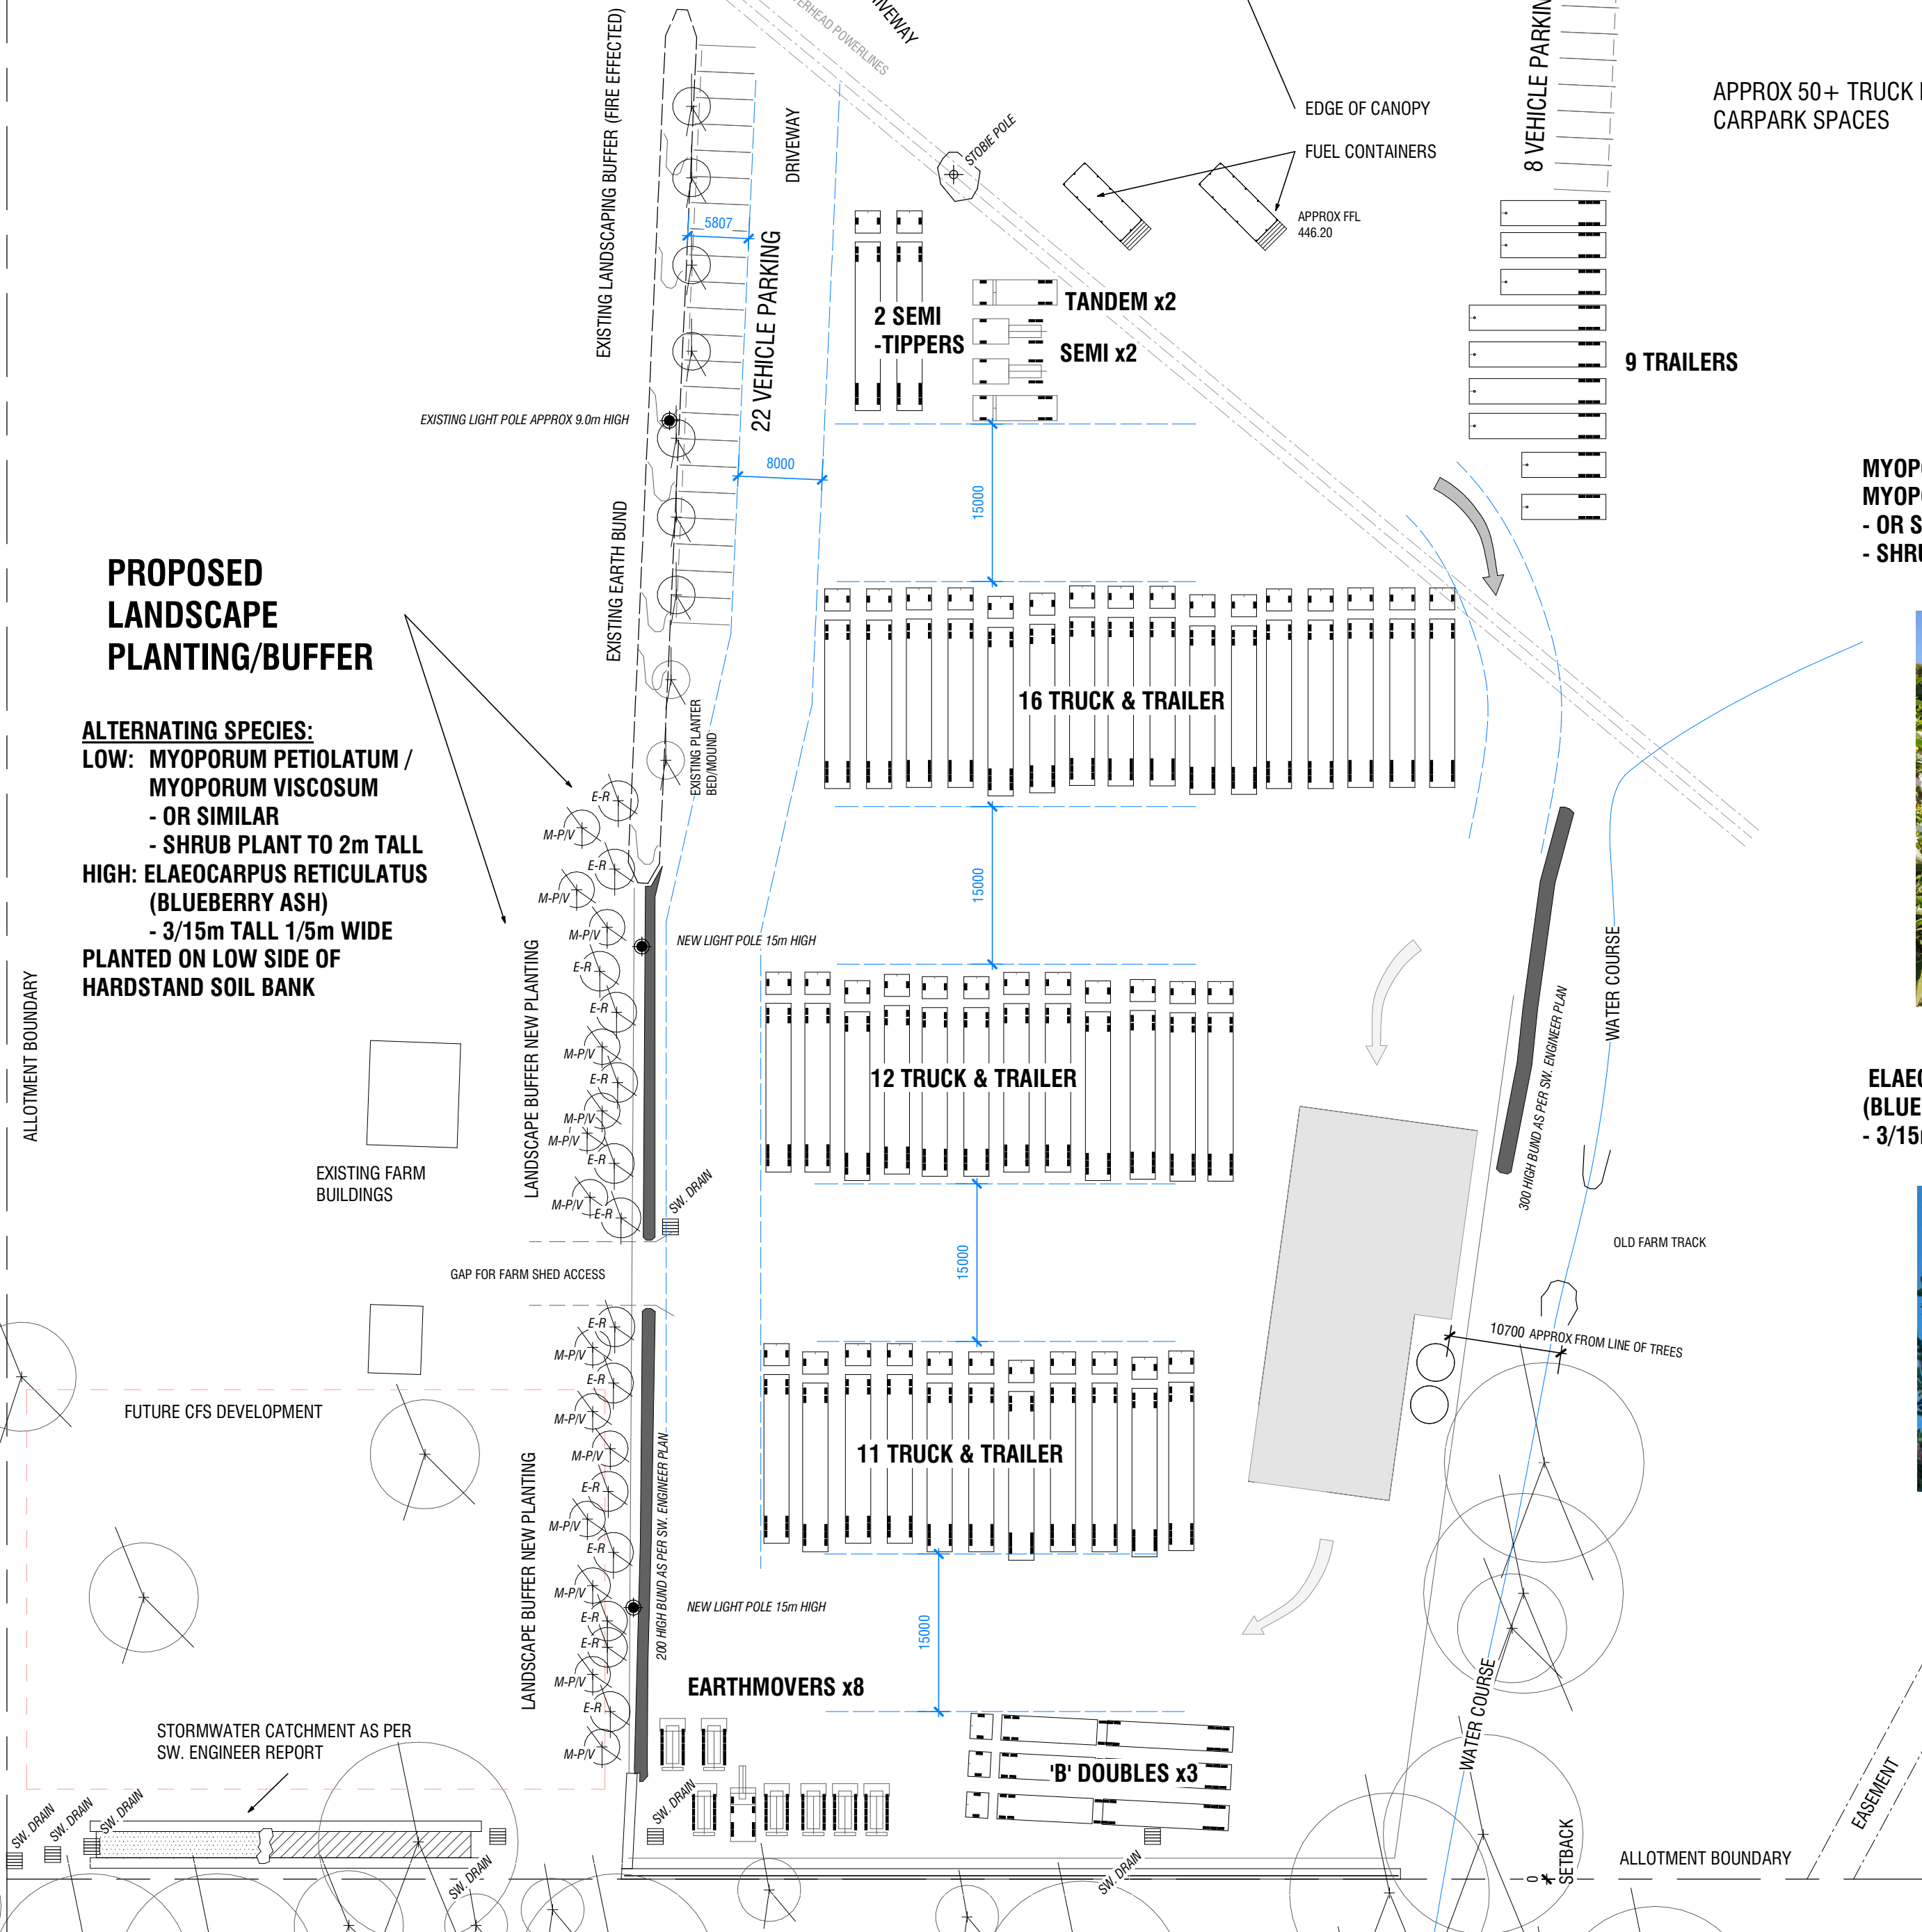 OVERHEAD POWERLINES
DRIVEWAY
EXISTING LANDSCAPING BUFFER (FIRE EFFECTED)
DRIVEWAY
STOBIE POLE
EDGE OF CANOPY
FUEL CONTAINERS
APPROX FFL
446.20
8 VEHICLE PARKING
APPROX 50+ TRUCK
CARPARK SPACES
5807
22 VEHICLE PARKING
2 SEMI
-TIPPERS
TANDEM x2
SEMI x2
9 TRAILERS
EXISTING LIGHT POLE APPROX 9.0m HIGH
8000
15000
EXISTING EARTH BUND
- SHRU
PROPOSED
LANDSCAPE
PLANTING/BUFFER
ALTERNATING SPECIES:
LOW: MYOPORUM PETIOLATUM /
MYOPORUM VISCOSUM
- OR SIMILAR
- SHRUB PLANT TO 2m TALL
HIGH: ELAEOCARPUS RETICULATUS
(BLUEBERRY ASH)
- 3/15m TALL 1/5m WIDE
PLANTED ON LOW SIDE OF
HARDSTAND SOIL BANK
MYOP
MYOP
- OR S
16 TRUCK & TRAILER
EXISTING PLANTER
BED/MOUND
E-R
M-P/V
E-R
M-P/V
M-P/V
E-R
E-R
M-P/V
E-R
M-P/V
M-P/V
E-R
M-P/V
E-R
15000
NEW LIGHT POLE 15m HIGH
LANDSCAPE BUFFER NEW PLANTING
WATER COURSE
300 HIGH BUND AS PER SW. ENGINEER PLAN
ALLOTMENT BOUNDARY
12 TRUCK & TRAILER
ELAEO
(BLUE
- 3/15
EXISTING FARM
BUILDINGS
SW. DRAIN
15000
OLD FARM TRACK
GAP FOR FARM SHED ACCESS
10700 APPROX FROM LINE OF TREES
FUTURE CFS DEVELOPMENT
E-R
M-P/V
E-R
M-P/V
M-P/V
E-R
M-P/V
E-R
M-P/V
E-R
E-R
M-P/V
E-R
M-P/V
11 TRUCK & TRAILER
LANDSCAPE BUFFER NEW PLANTING
200 HIGH BUND AS PER SW. ENGINEER PLAN
NEW LIGHT POLE 15m HIGH
15000
EARTHMOVERS x8
WATER COURSE
STORMWATER CATCHMENT AS PER
SW. ENGINEER REPORT
'B' DOUBLES x3
SW. DRAIN
SW. DRAIN
SW. DRAIN
SW. DRAIN
SW. DRAIN
SW. DRAIN
0
SETBACK
EASEMENT
ALLOTMENT BOUNDARY